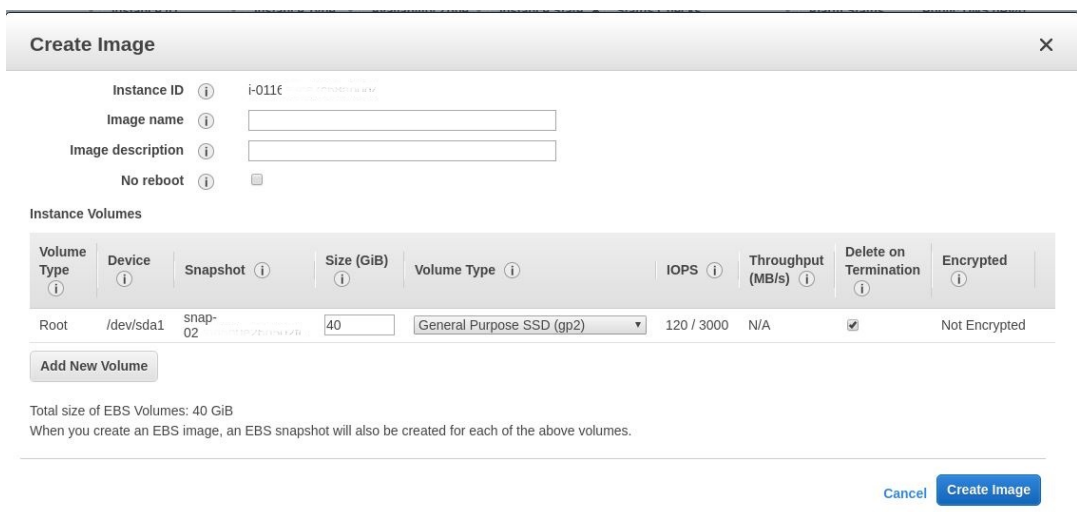 Create Image
Instance ID i-0116
Image name
Image description
No reboot
Instance Volumes
Volume Type Device Snapshot Size (GiB) Volume Type IOPS Throughput (MB/s) Delete on Termination Encrypted
Root /dev/sda1 snap-02 40 General Purpose SSD (gp2) 120 / 3000 N/A Not Encrypted
Add New Volume
Total size of EBS Volumes: 40 GiB
When you create an EBS image, an EBS snapshot will also be created for each of the above volumes.
Cancel Create Image